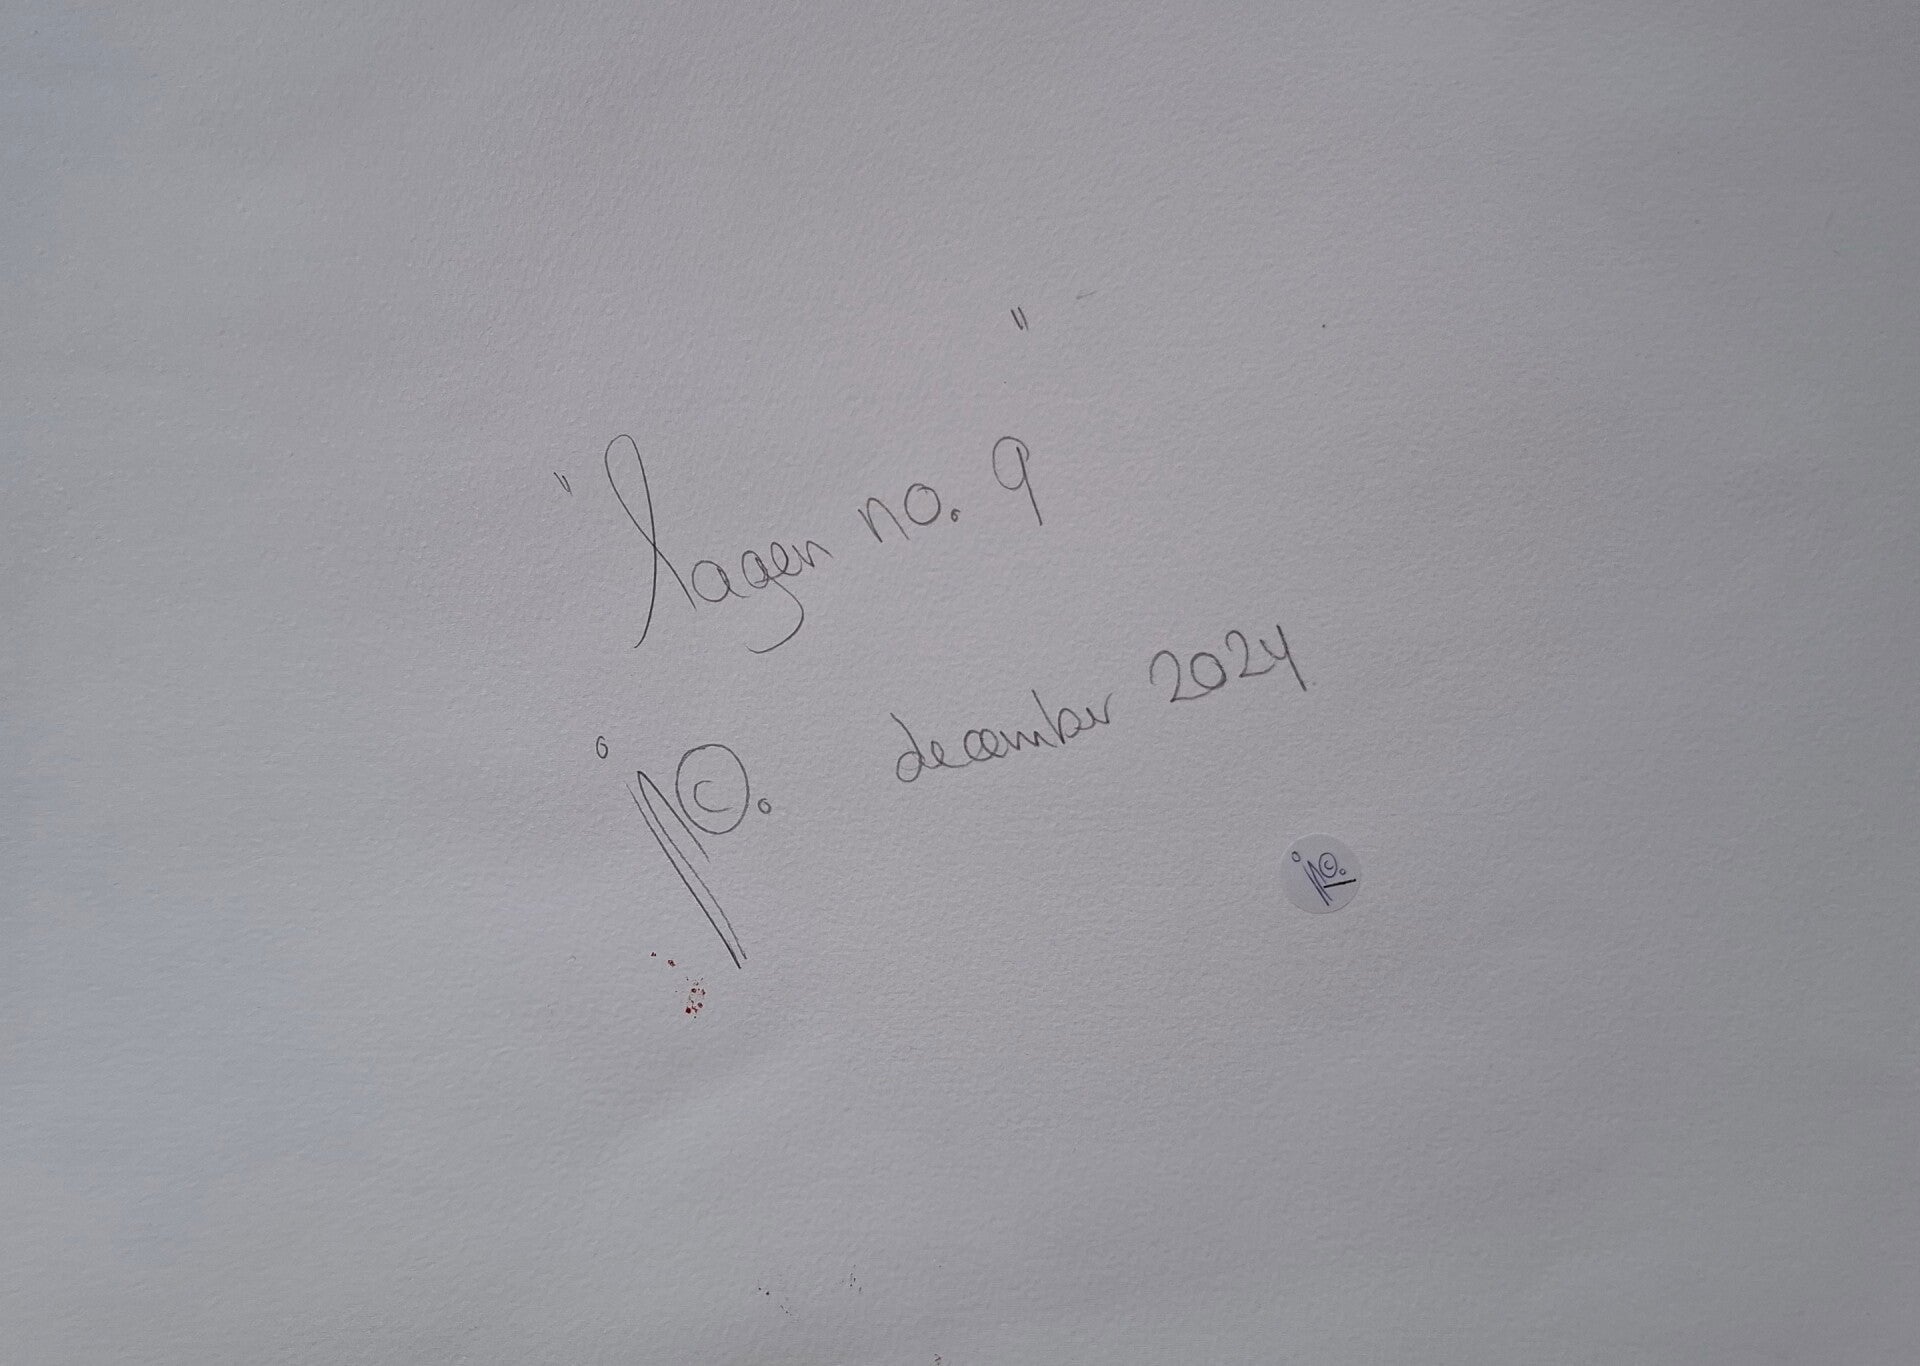 "lagen no. 9"
december 2024